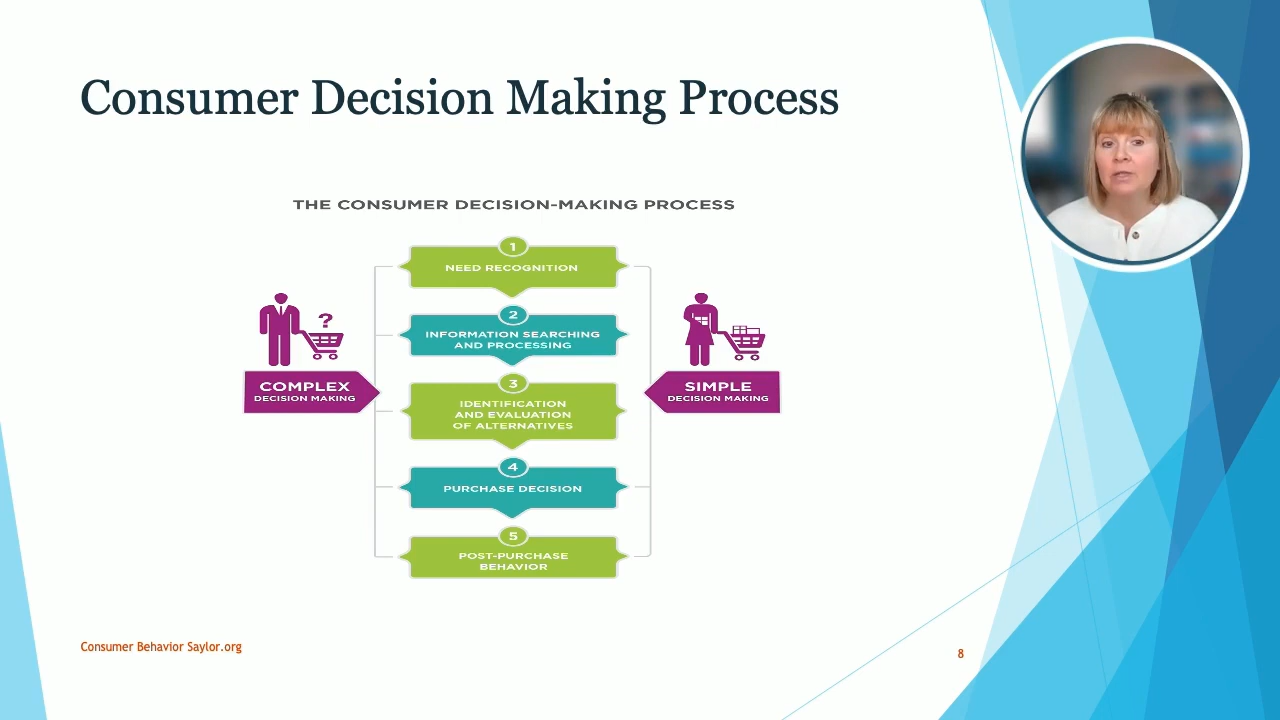 Consumer Decision Making Process
THE CONSUMER DECISION-MAKING PROCESS
1
NEED RECOGNITION
2
INFORMATION SEARCHING
AND PROCESSING
?
COMPLEX
DECISION MAKING
3
IDENTIFICATION
AND EVALUATION
OF ALTERNATIVES
SIMPLE
DECISION MAKING
4
PURCHASE DECISION
5
POST-PURCHASE
BEHAVIOR
Consumer Behavior Saylor.org
8